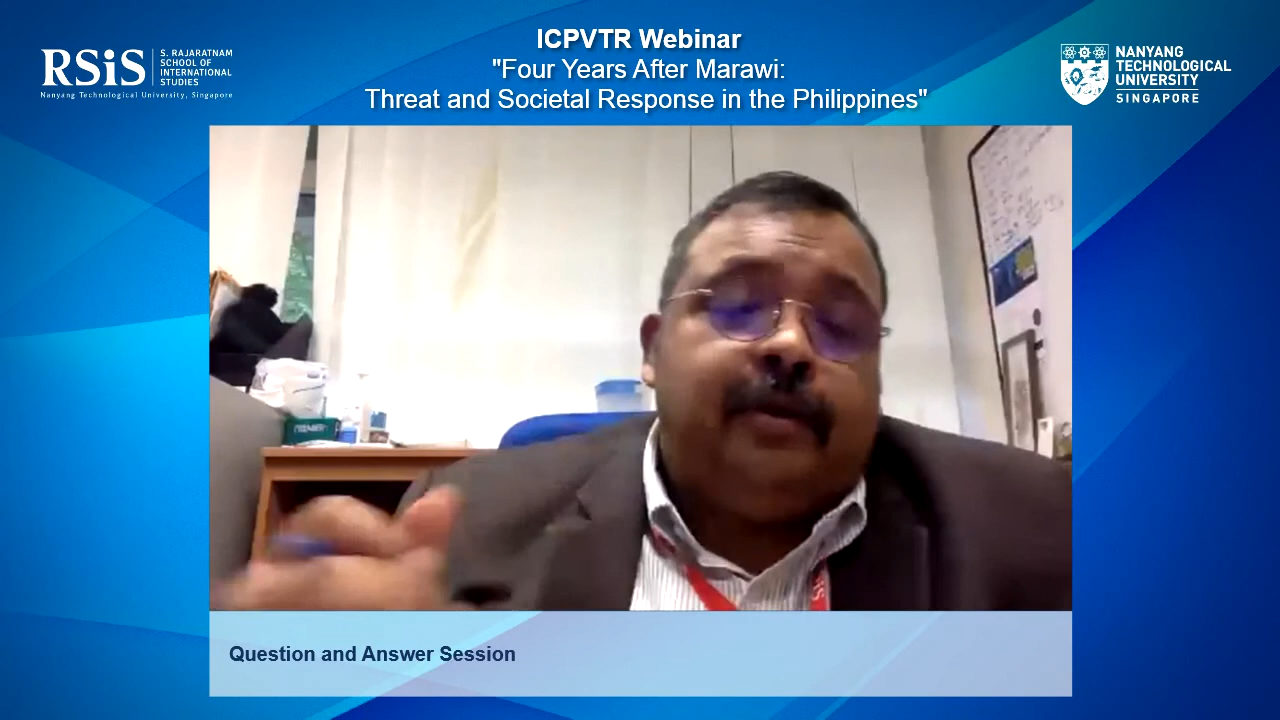 ICPVTR Webinar
"Four Years After Marawi:
Threat and Societal Response in the Philippines"
RSiS
S. RAJARATNAM
SCHOOL OF
INTERNATIONAL
STUDIES
Nanyang Technological University, Singapore
NANYANG
TECHNOLOGICAL
UNIVERSITY
SINGAPORE
Question and Answer Session